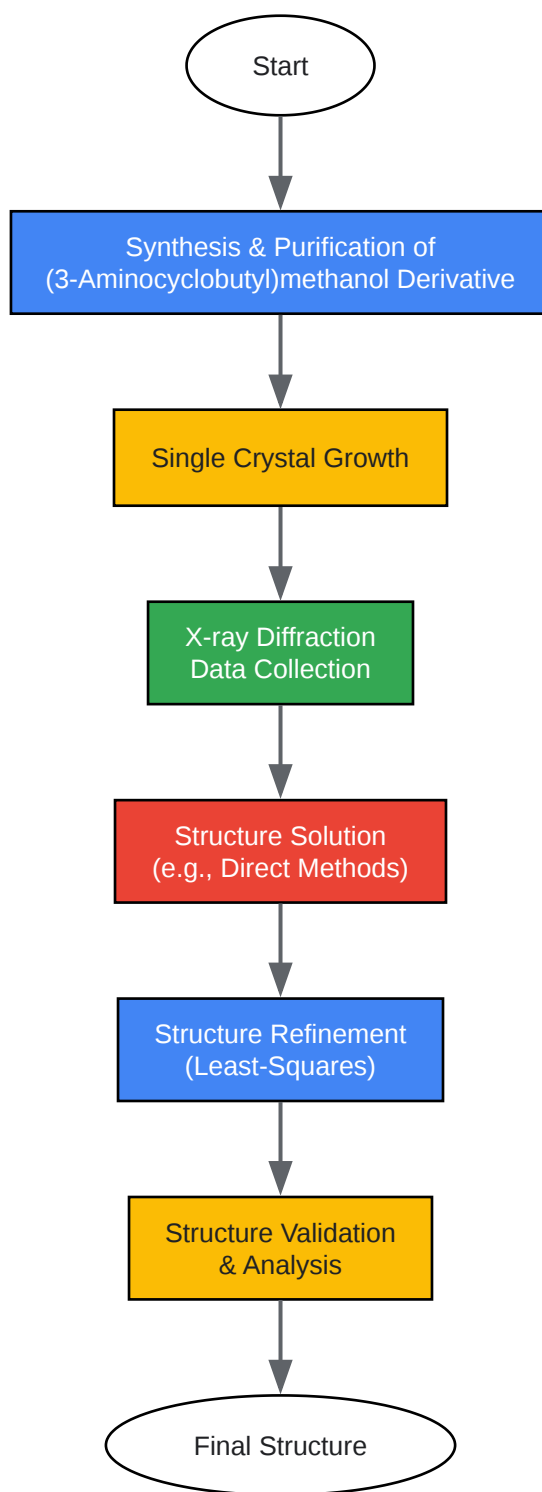 Start
Synthesis & Purification of
(3-Aminocyclobutyl)methanol Derivative
Single Crystal Growth
X-ray Diffraction
Data Collection
Structure Solution
(e.g., Direct Methods)
Structure Refinement
(Least-Squares)
Structure Validation
& Analysis
Final Structure